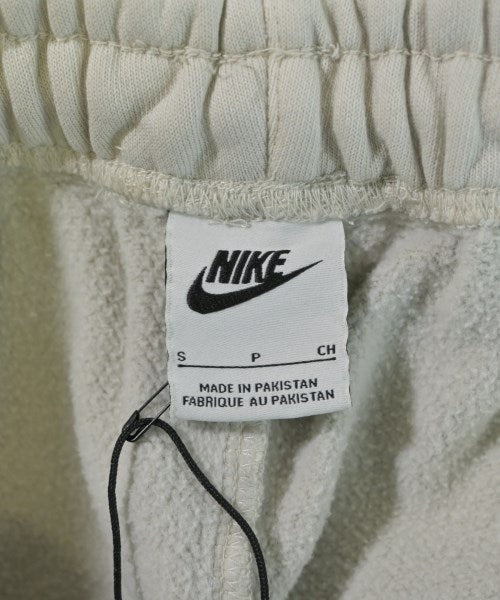 NIKE
S P CH
MADE IN PAKISTAN
FABRIQUE AU PAKISTAN